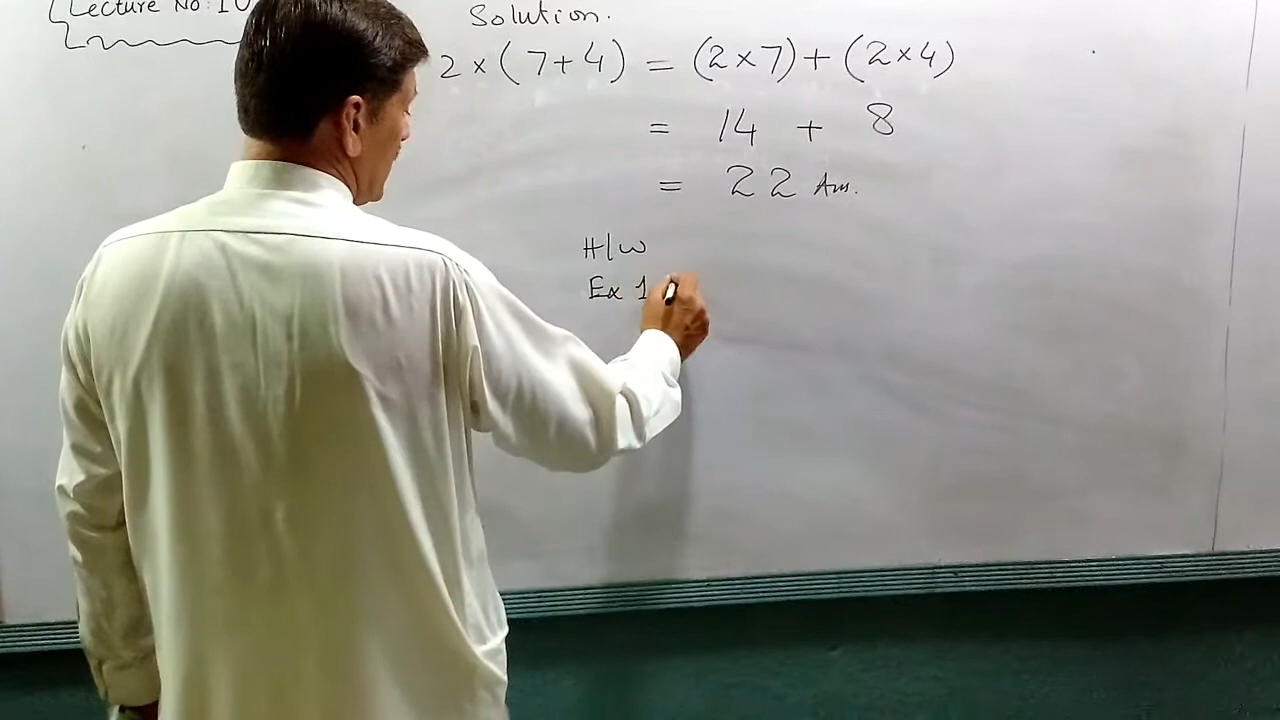 Lecture No: 10
Solution.
2 × (7+4) = (2×7) + (2×4)
= 14 + 8
= 22 Ans.
H/w
Ex 1